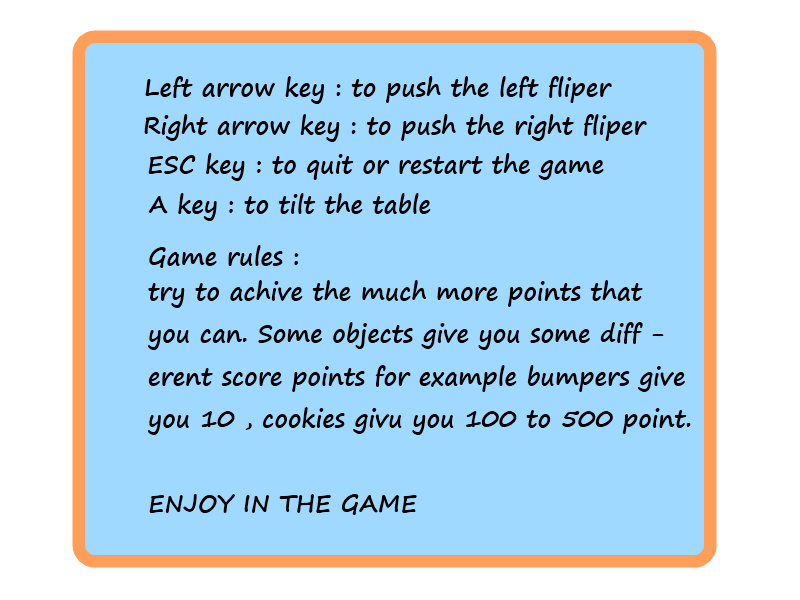 Left arrow key : to push the left fliper
Right arrow key : to push the right fliper
ESC key : to quit or restart the game
A key : to tilt the table
Game rules :
try to achive the much more points that
you can. Some objects give you some diff -
erent score points for example bumpers give
you 10 , cookies givu you 100 to 500 point.
ENJOY IN THE GAME